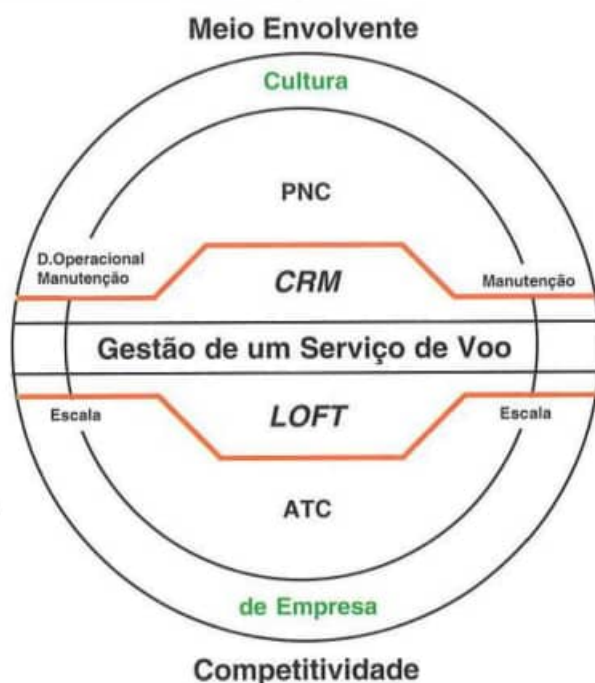 Meio Envolvente
Cultura
PNC
D.Operacional
Manutenção
CRM
Manutenção
Gestão de um Serviço de Voo
Escala
LOFT
Escala
ATC
de Empresa
Competitividade